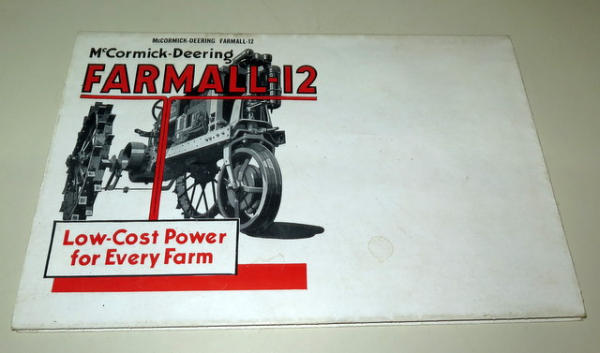 McCORMICK-DEERING FARMALL-12
McCormick-Deering
FARMALL-12
Low-Cost Power
for Every Farm